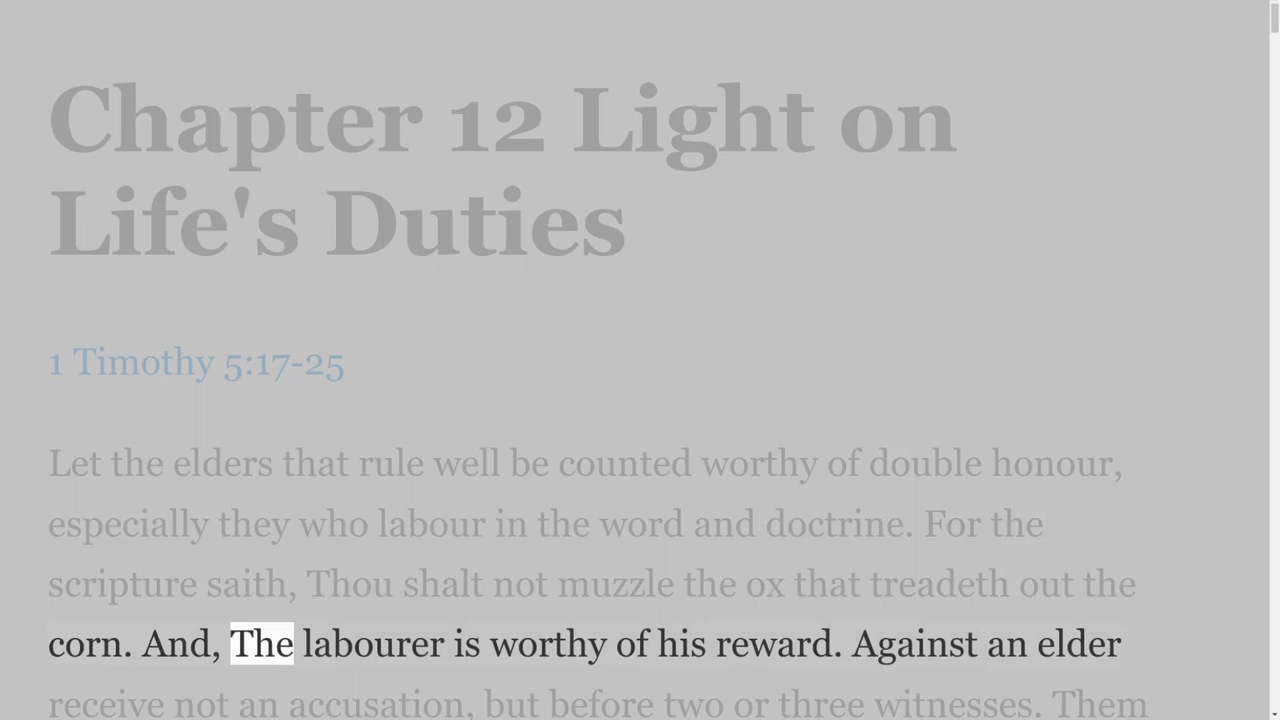 Chapter 12 Light on
Life's Duties
1 Timothy 5:17-25
Let the elders that rule well be counted worthy of double honour,
especially they who labour in the word and doctrine. For the
scripture saith, Thou shalt not muzzle the ox that treadeth out the
corn. And, The labourer is worthy of his reward. Against an elder
receive not an accusation, but before two or three witnesses. Them